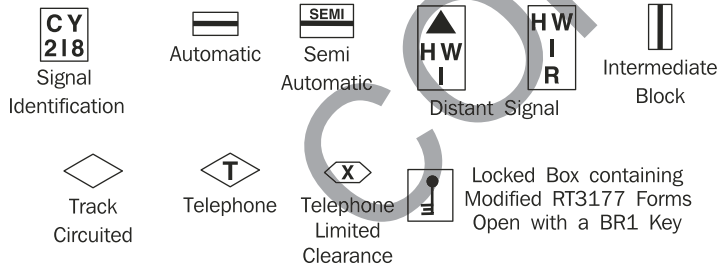 CY
218
Signal
Identification
Automatic
SEMI
Semi
Automatic
HW
I
HW
I
R
Distant Signal
Intermediate
Block
Track
Circuited
T
Telephone
X
Telephone
Limited
Clearance
Locked Box containing
Modified RT3177 Forms
Open with a BR1 Key